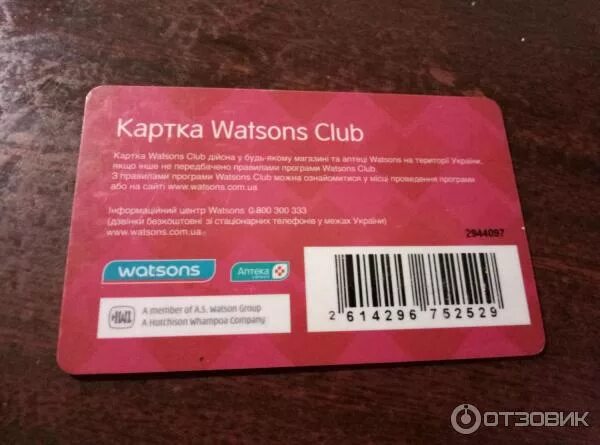 Картка Watsons Club
Картка Watsons Club дійсна у будь-якому магазині та аптеці Watsons на території України,
якщо інше не передбачено правилами програми Watsons Club.
З правилами програми Watsons Club можна ознайомитися у місці проведення програми
або на сайті www.watsons.com.ua
Інформаційний центр Watsons 0 800 300 333
(дзвінки безкоштовні зі стаціонарних телефонів у межах України)
www.watsons.com.ua
2944097
watsons
Аптека
HWL
A member of A.S. Watson Group
A Hutchison Whampoa Company
2 614296 752529
ОТЗОВИК